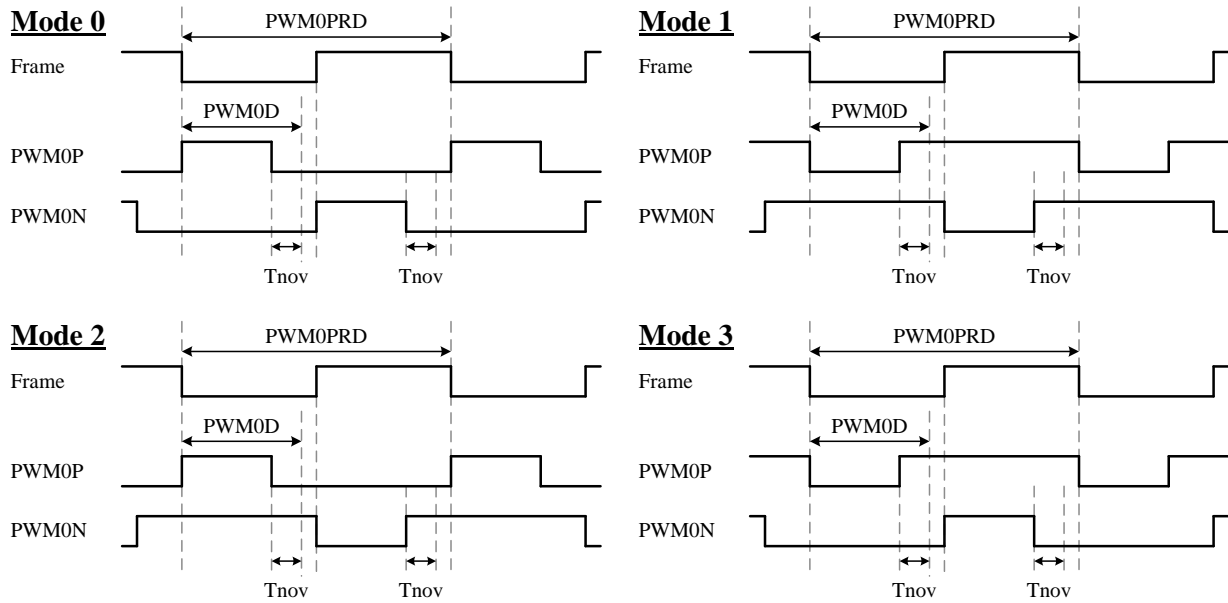 Mode 0
PWM0PRD
Frame
PWM0D
PWM0P
PWM0N
Tnov Tnov
Mode 1
PWM0PRD
Frame
PWM0D
PWM0P
PWM0N
Tnov Tnov
Mode 2
PWM0PRD
Frame
PWM0D
PWM0P
PWM0N
Tnov Tnov
Mode 3
PWM0PRD
Frame
PWM0D
PWM0P
PWM0N
Tnov Tnov